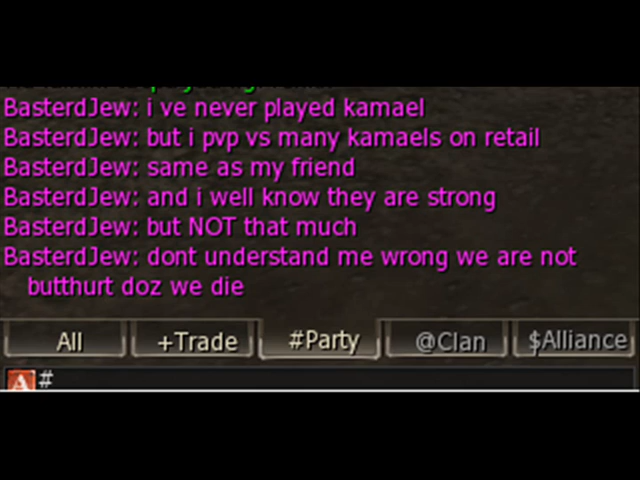 BasterdJew: i ve never played kamael
BasterdJew: but i pvp vs many kamaels on retail
BasterdJew: same as my friend
BasterdJew: and i well know they are strong
BasterdJew: but NOT that much
BasterdJew: dont understand me wrong we are not
butthurt doz we die
All +Trade #Party @Clan $Alliance
A #